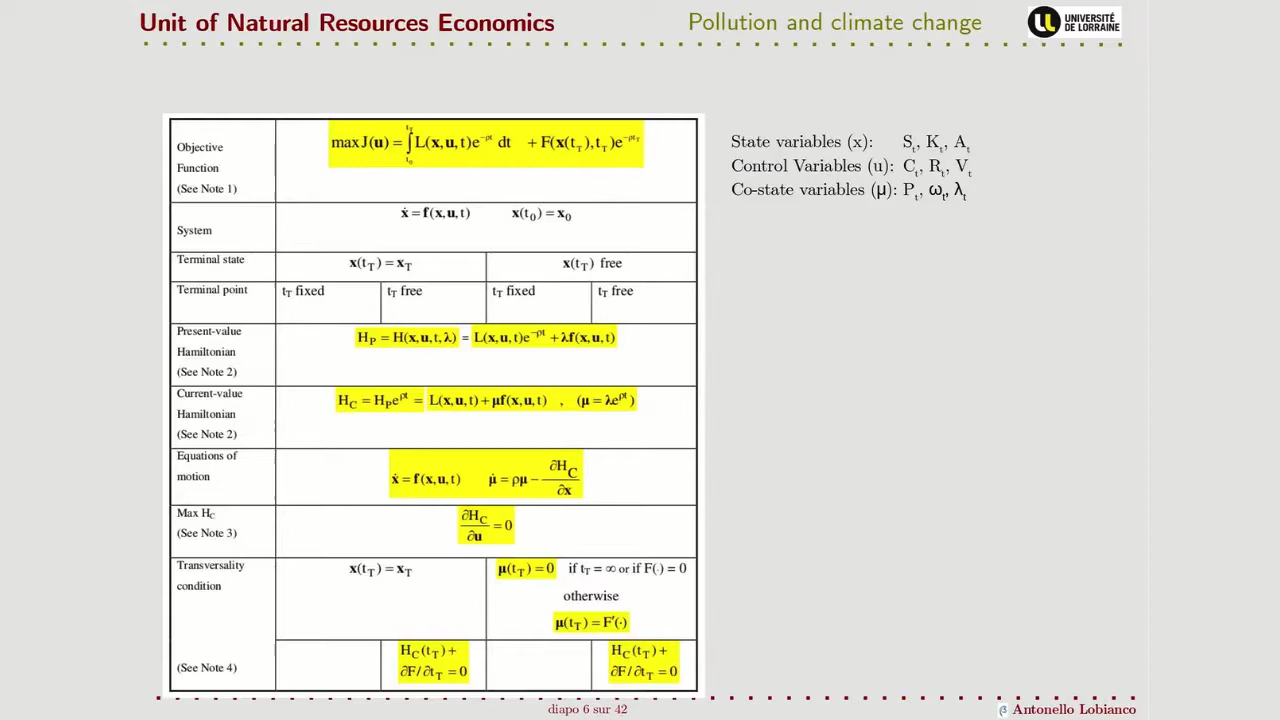 Unit of Natural Resources Economics
Pollution and climate change
UNIVERSITÉ
DE LORRAINE
Objective
Function
(See Note 1)
max J(u) = ∫_{t₀}^{t_T} L(x, u, t)e^{−ρt} dt + F(x(t_T), t_T)e^{−ρt_T}
System
ẋ = f(x, u, t) x(t₀) = x₀
Terminal state
x(t_T) = x_T x(t_T) free
Terminal point
t_T fixed t_T free t_T fixed t_T free
Present-value
Hamiltonian
(See Note 2)
H_P = H(x, u, t, λ) = L(x, u, t)e^{−ρt} + λf(x, u, t)
Current-value
Hamiltonian
(See Note 2)
H_C = H_P e^{ρt} = L(x, u, t) + μf(x, u, t) , (μ = λe^{ρt})
Equations of
motion
ẋ = f(x, u, t) μ̇ = ρμ − ∂H_C/∂x
Max H_C
(See Note 3)
∂H_C/∂u = 0
Transversality
condition
x(t_T) = x_T
μ(t_T) = 0 if t_T = ∞ or if F(·) = 0
otherwise
μ(t_T) = F′(·)
(See Note 4)
H_C(t_T) +
∂F/∂t_T = 0
H_C(t_T) +
∂F/∂t_T = 0
State variables (x): S_t, K_t, A_t
Control Variables (u): C_t, R_t, V_t
Co-state variables (μ): P_t, ω_t, λ_t
diapo 6 sur 42
β Antonello Lobianco